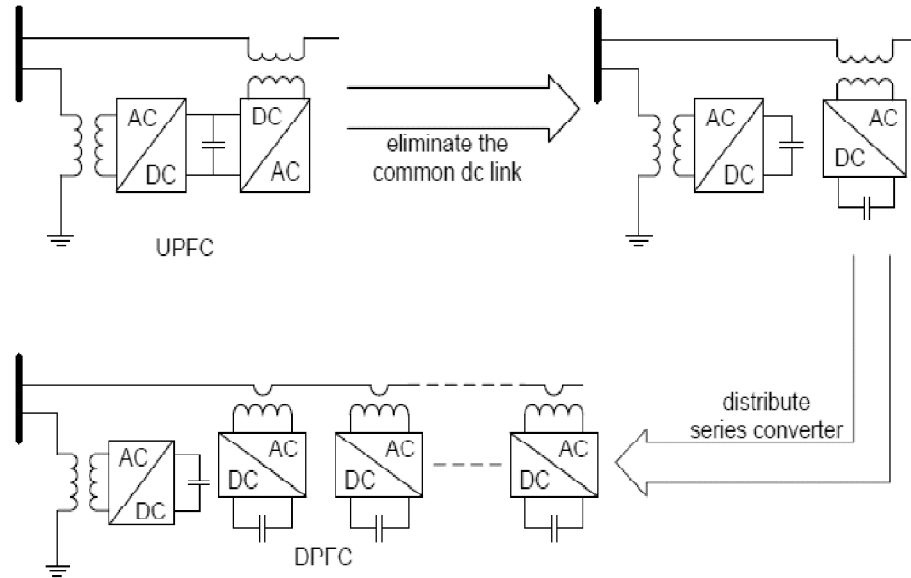 AC
DC
DC
AC
UPFC
eliminate the
common dc link
AC
DC
AC
DC
distribute
series converter
AC
DC
AC
DC
AC
DC
AC
DC
DPFC